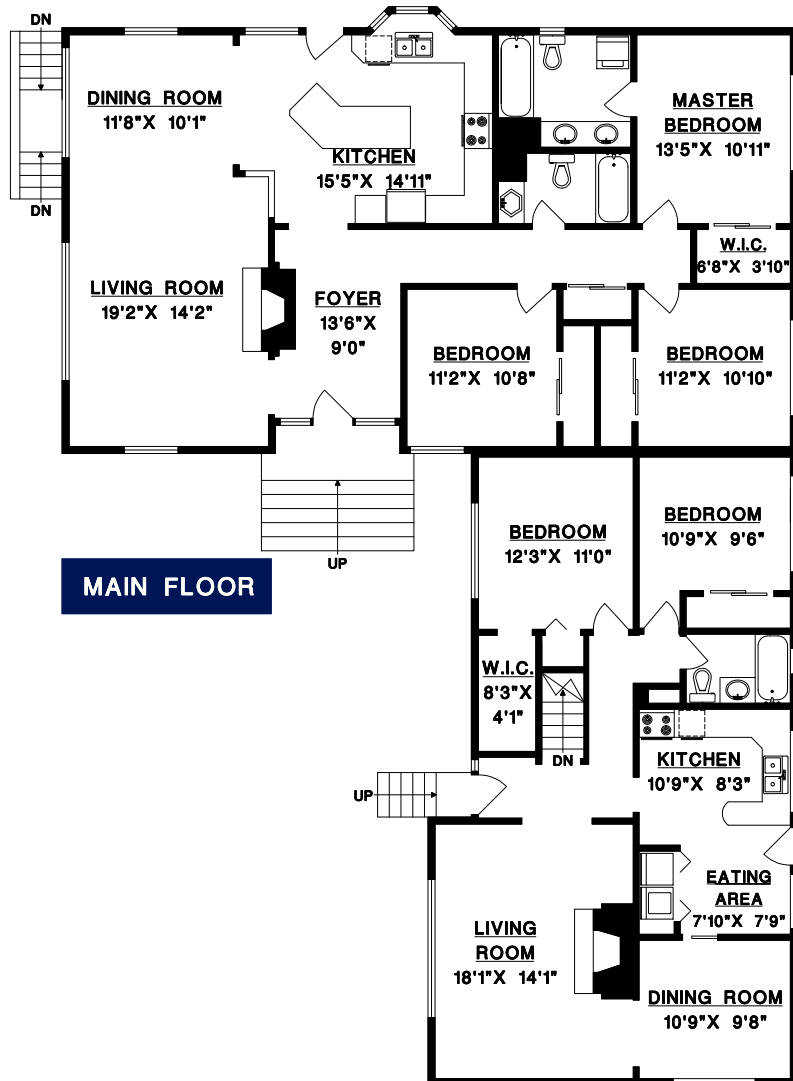 DN
DINING ROOM
11'8"X 10'1"
DN
KITCHEN
15'5"X 14'11"
MASTER
BEDROOM
13'5"X 10'11"
W.I.C.
6'8"X 3'10"
LIVING ROOM
19'2"X 14'2"
FOYER
13'6"X
9'0"
BEDROOM
11'2"X 10'8"
BEDROOM
11'2"X 10'10"
UP
MAIN FLOOR
BEDROOM
12'3"X 11'0"
BEDROOM
10'9"X 9'6"
W.I.C.
8'3"X
4'1"
DN
UP
KITCHEN
10'9"X 8'3"
EATING
AREA
7'10"X 7'9"
LIVING
ROOM
18'1"X 14'1"
DINING ROOM
10'9"X 9'8"